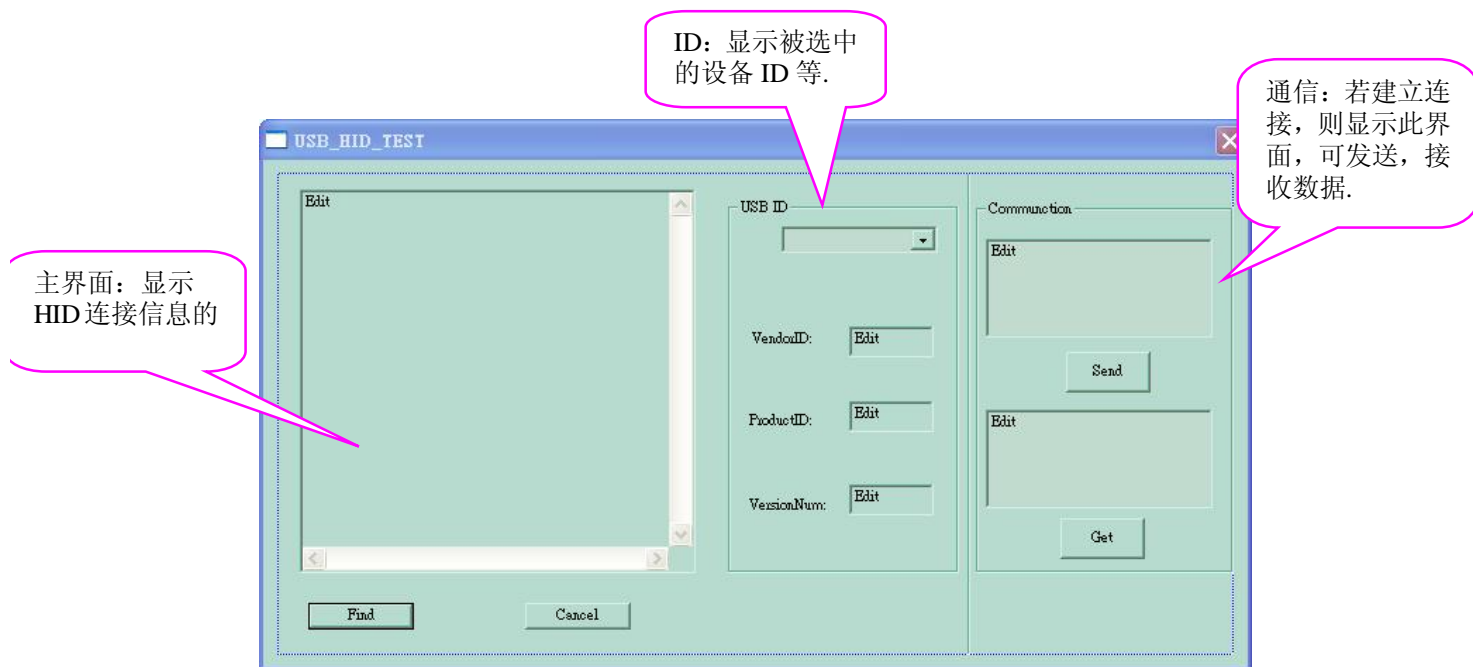 ID：显示被选中
的设备 ID 等.
通信：若建立连
接，则显示此界
面，可发送，接
收数据.
主界面：显示
HID 连接信息的
USB_HID_TEST
Edit
USB ID
VendorID:
Edit
ProductID:
Edit
VersionNum:
Edit
Communction
Edit
Send
Edit
Get
Find
Cancel